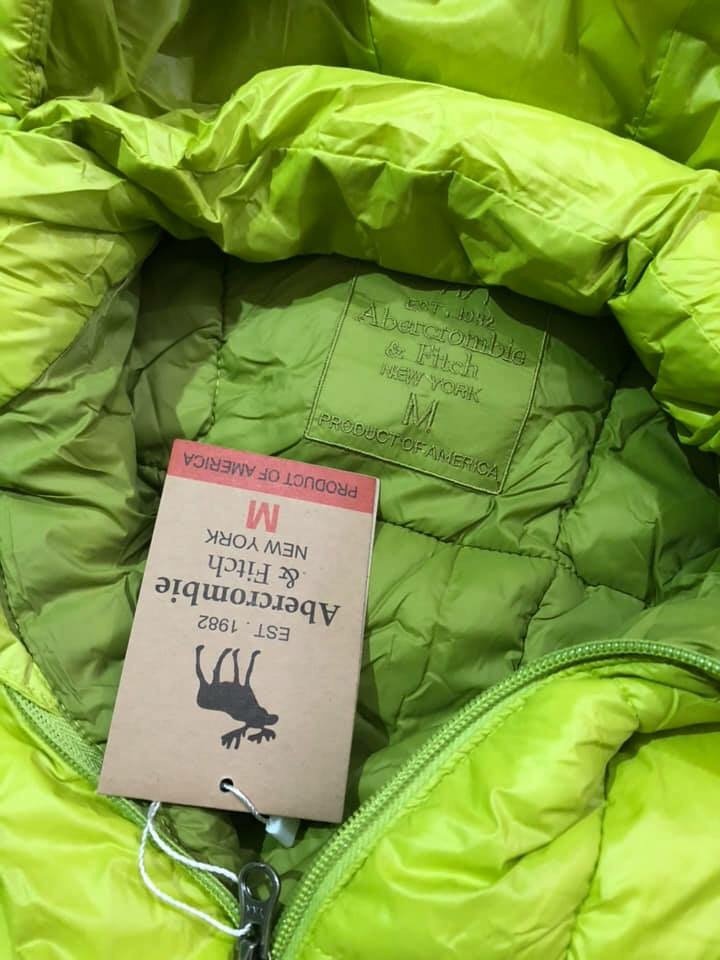 EST. 1982
Abercrombie
& Fitch
NEW YORK
M
PRODUCT OF AMERICA
EST. 1982
Abercrombie
& Fitch
NEW YORK
M
PRODUCT OF AMERICA